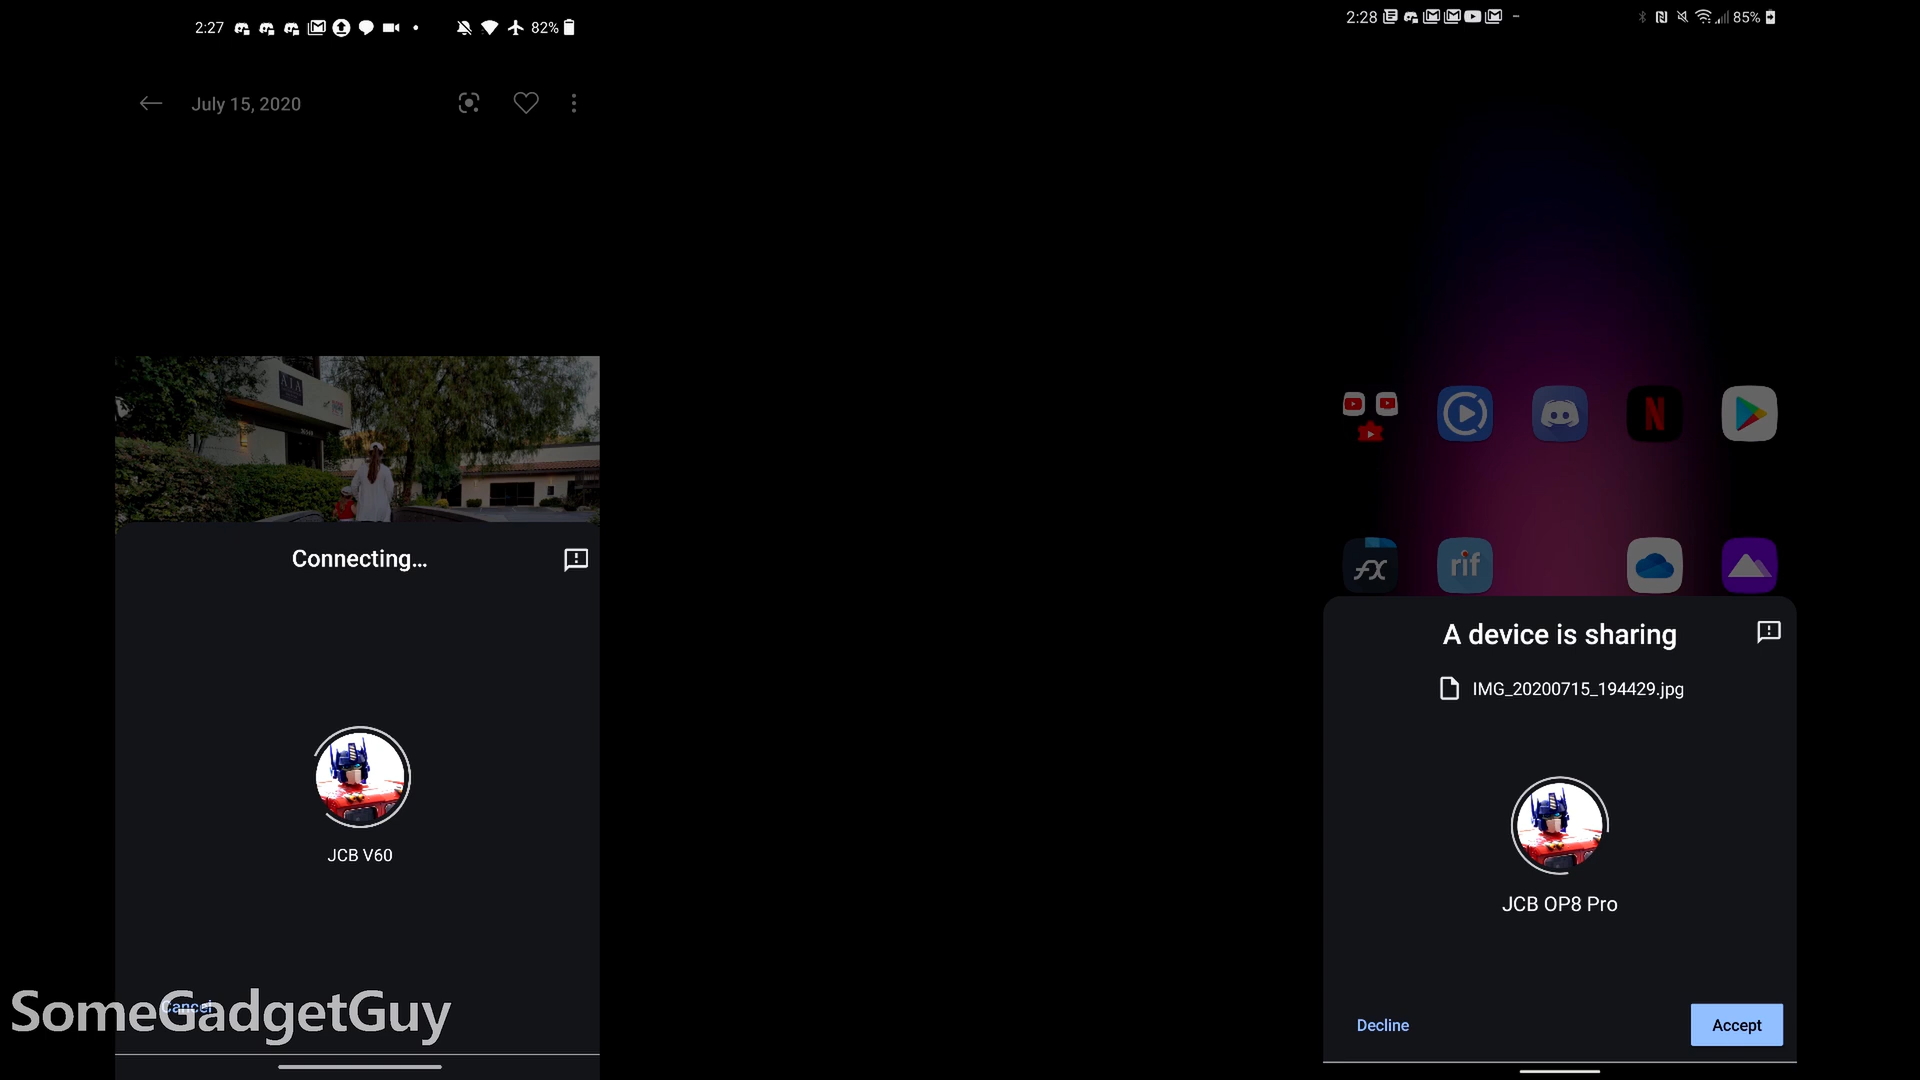 2:27
82%
July 15, 2020
Connecting...
JCB V60
Cancel
SomeGadgetGuy
2:28
85%
N
fX
rif
A device is sharing
IMG_20200715_194429.jpg
JCB OP8 Pro
Decline
Accept